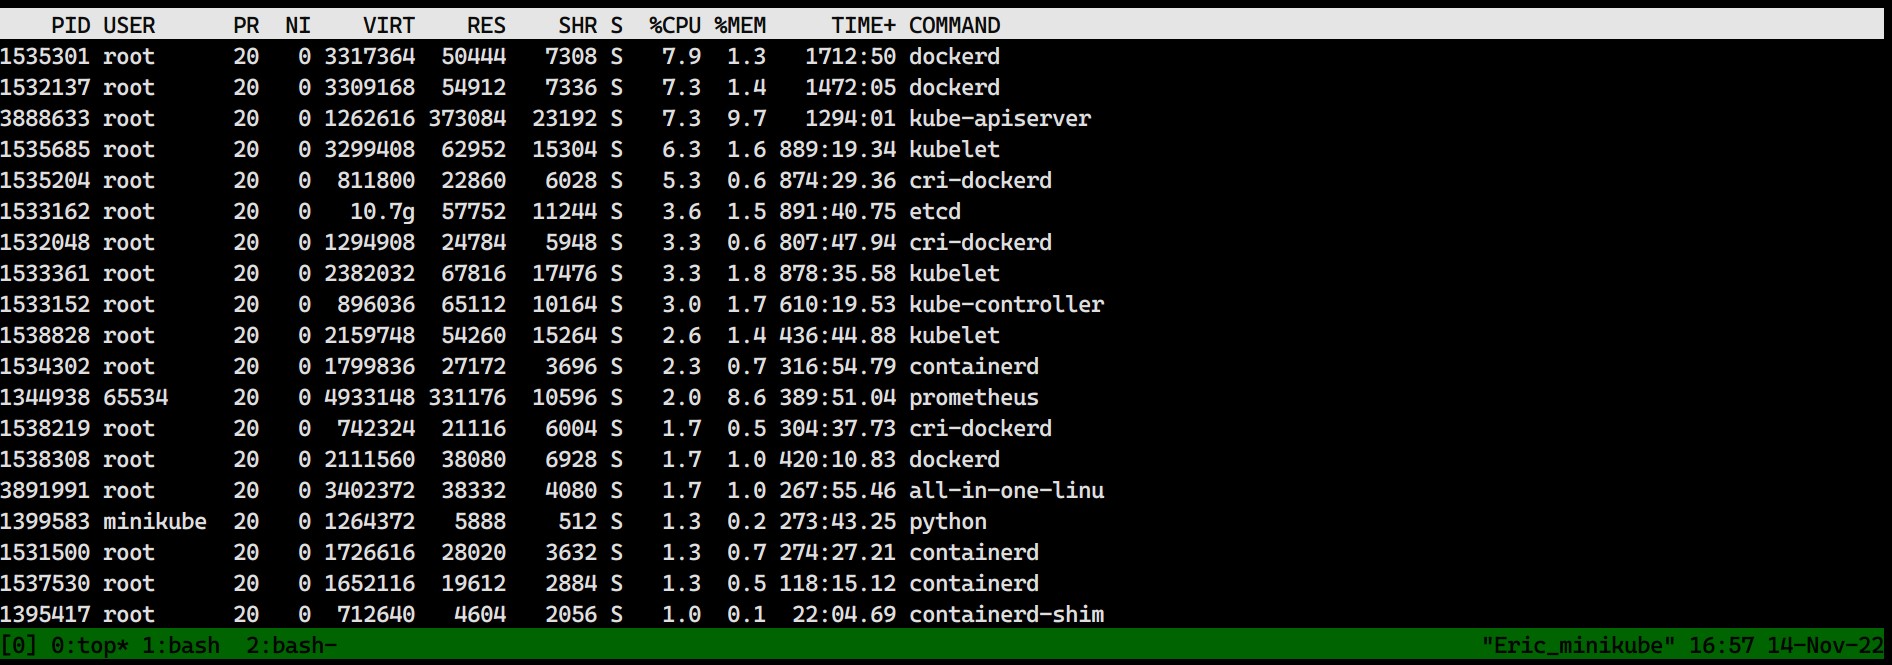 PID USER PR NI VIRT RES SHR S %CPU %MEM TIME+ COMMAND
1535301 root 20 0 3317364 50444 7308 S 7.9 1.3 1712:50 dockerd
1532137 root 20 0 3309168 54912 7336 S 7.3 1.4 1472:05 dockerd
3888633 root 20 0 1262616 373084 23192 S 7.3 9.7 1294:01 kube-apiserver
1535685 root 20 0 3299408 62952 15304 S 6.3 1.6 889:19.34 kubelet
1535204 root 20 0 811800 22860 6028 S 5.3 0.6 874:29.36 cri-dockerd
1533162 root 20 0 10.7g 57752 11244 S 3.6 1.5 891:40.75 etcd
1532048 root 20 0 1294908 24784 5948 S 3.3 0.6 807:47.94 cri-dockerd
1533361 root 20 0 2382032 67816 17476 S 3.3 1.8 878:35.58 kubelet
1533152 root 20 0 896036 65112 10164 S 3.0 1.7 610:19.53 kube-controller
1538828 root 20 0 2159748 54260 15264 S 2.6 1.4 436:44.88 kubelet
1534302 root 20 0 1799836 27172 3696 S 2.3 0.7 316:54.79 containerd
1344938 65534 20 0 4933148 331176 10596 S 2.0 8.6 389:51.04 prometheus
1538219 root 20 0 742324 21116 6004 S 1.7 0.5 304:37.73 cri-dockerd
1538308 root 20 0 2111560 38080 6928 S 1.7 1.0 420:10.83 dockerd
3891991 root 20 0 3402372 38332 4080 S 1.7 1.0 267:55.46 all-in-one-linu
1399583 minikube 20 0 1264372 5888 512 S 1.3 0.2 273:43.25 python
1531500 root 20 0 1726616 28020 3632 S 1.3 0.7 274:27.21 containerd
1537530 root 20 0 1652116 19612 2884 S 1.3 0.5 118:15.12 containerd
1395417 root 20 0 712640 4604 2056 S 1.0 0.1 22:04.69 containerd-shim
[0] 0:top* 1:bash 2:bash- "Eric_minikube" 16:57 14-Nov-22